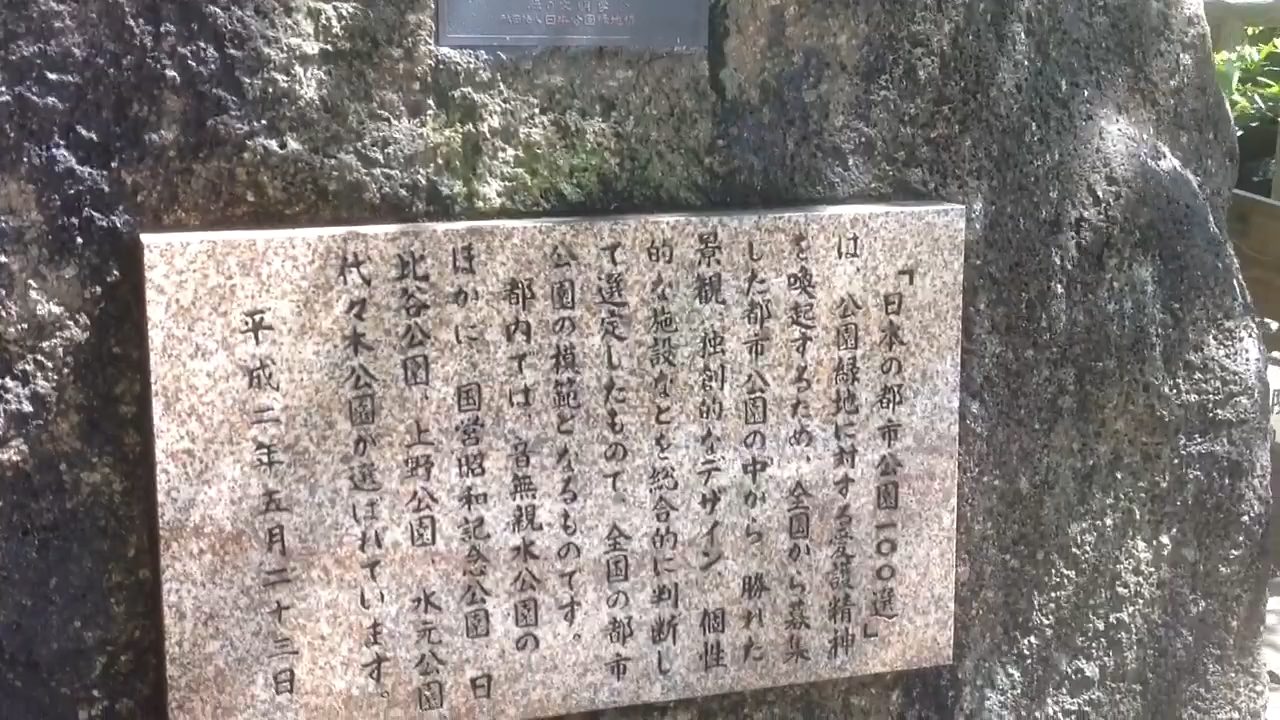 「日本の都市公園一〇〇選」
は、公園緑地に対する愛護精神
を喚起するため、全国から募集
した都市公園の中から、勝れた
景観、独創的なデザイン、個性
的な施設などを総合的に判断し
て選定したもので、全国の都市
公園の模範となるものです。
都内では、音無親水公園の
ほかに、国営昭和記念公園、日
比谷公園、上野公園、水元公園
代々木公園が選ばれています。
平成二年五月二十三日